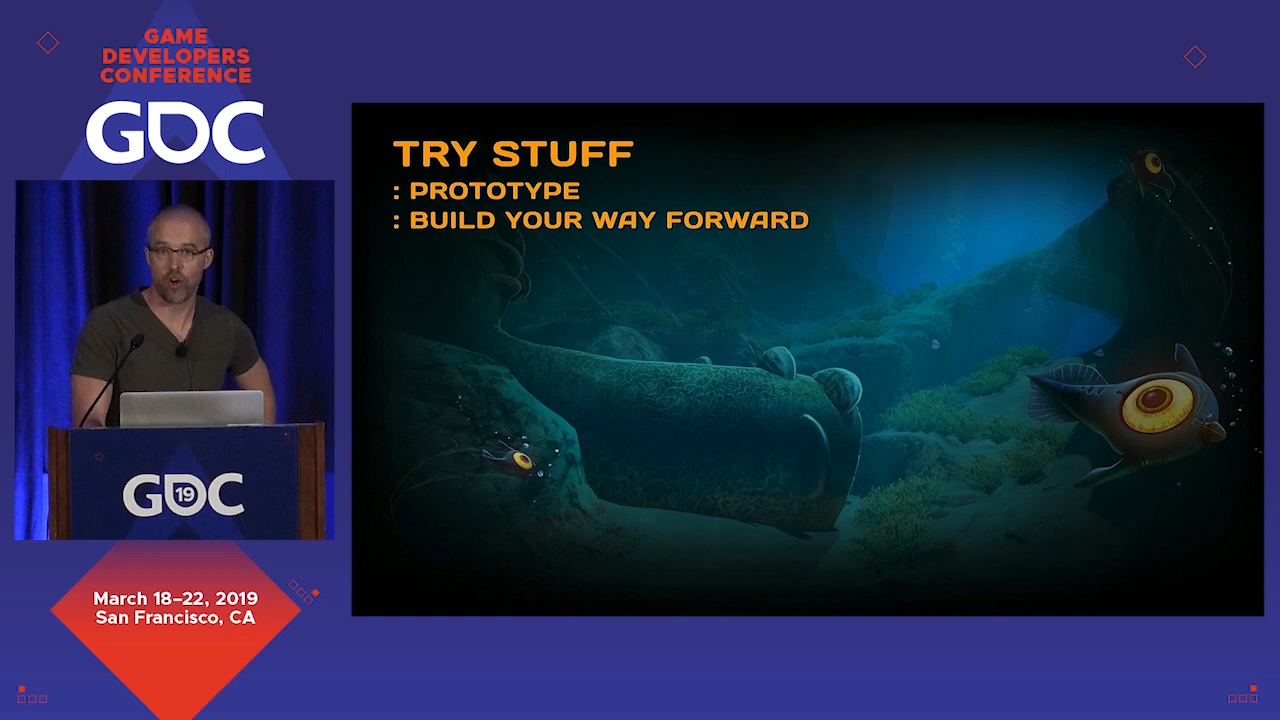 GAME
DEVELOPERS
CONFERENCE
GDC
TRY STUFF
: PROTOTYPE
: BUILD YOUR WAY FORWARD
GDC
19
March 18–22, 2019
San Francisco, CA